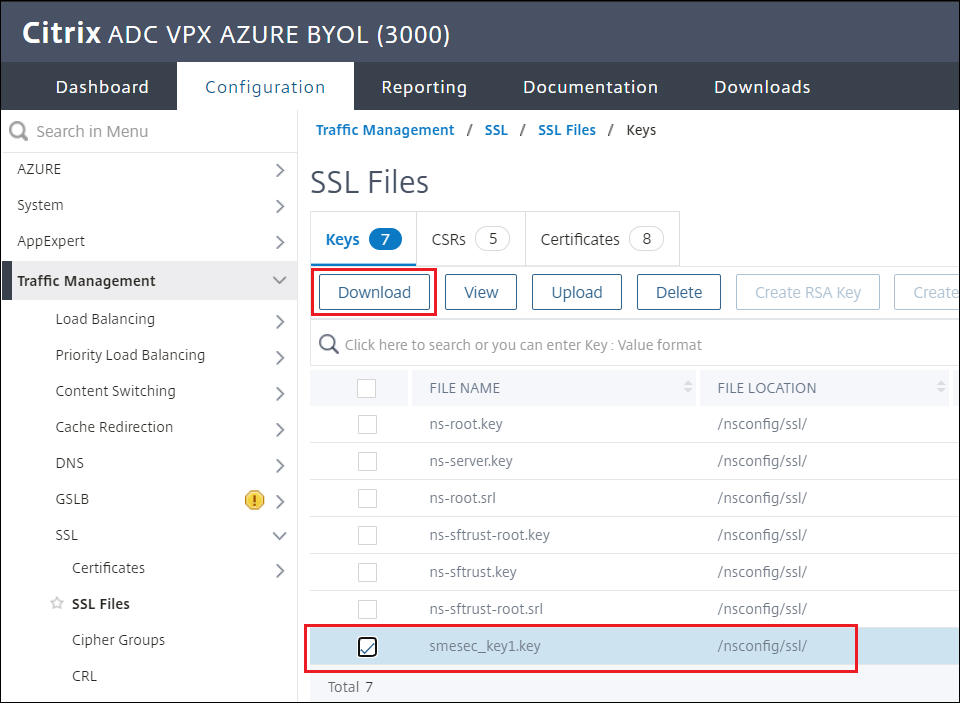 Citrix ADC VPX AZURE BYOL (3000)
Dashboard Configuration Reporting Documentation Downloads
Search in Menu
AZURE
System
AppExpert
Traffic Management
Load Balancing
Priority Load Balancing
Content Switching
Cache Redirection
DNS
GSLB
SSL
Certificates
SSL Files
Cipher Groups
CRL
Traffic Management / SSL / SSL Files / Keys
SSL Files
Keys 7 CSRs 5 Certificates 8
Download View Upload Delete Create RSA Key Create
Click here to search or you can enter Key : Value format
FILE NAME FILE LOCATION
ns-root.key /nsconfig/ssl/
ns-server.key /nsconfig/ssl/
ns-root.srl /nsconfig/ssl/
ns-sftrust-root.key /nsconfig/ssl/
ns-sftrust.key /nsconfig/ssl/
ns-sftrust-root.srl /nsconfig/ssl/
smesec_key1.key /nsconfig/ssl/
Total 7